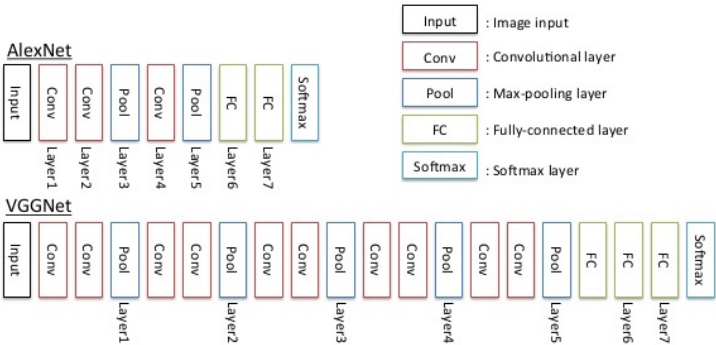 Input : Image input
Conv : Convolutional layer
Pool : Max-pooling layer
FC : Fully-connected layer
Softmax : Softmax layer
AlexNet
Input Conv Conv Pool Conv Pool FC FC Softmax
Layer1 Layer2 Layer3 Layer4 Layer5 Layer6 Layer7
VGGNet
Input Conv Conv Pool Conv Conv Pool Conv Conv Pool Conv Conv Pool Conv Conv Pool FC FC FC Softmax
Layer1 Layer2 Layer3 Layer4 Layer5 Layer6 Layer7